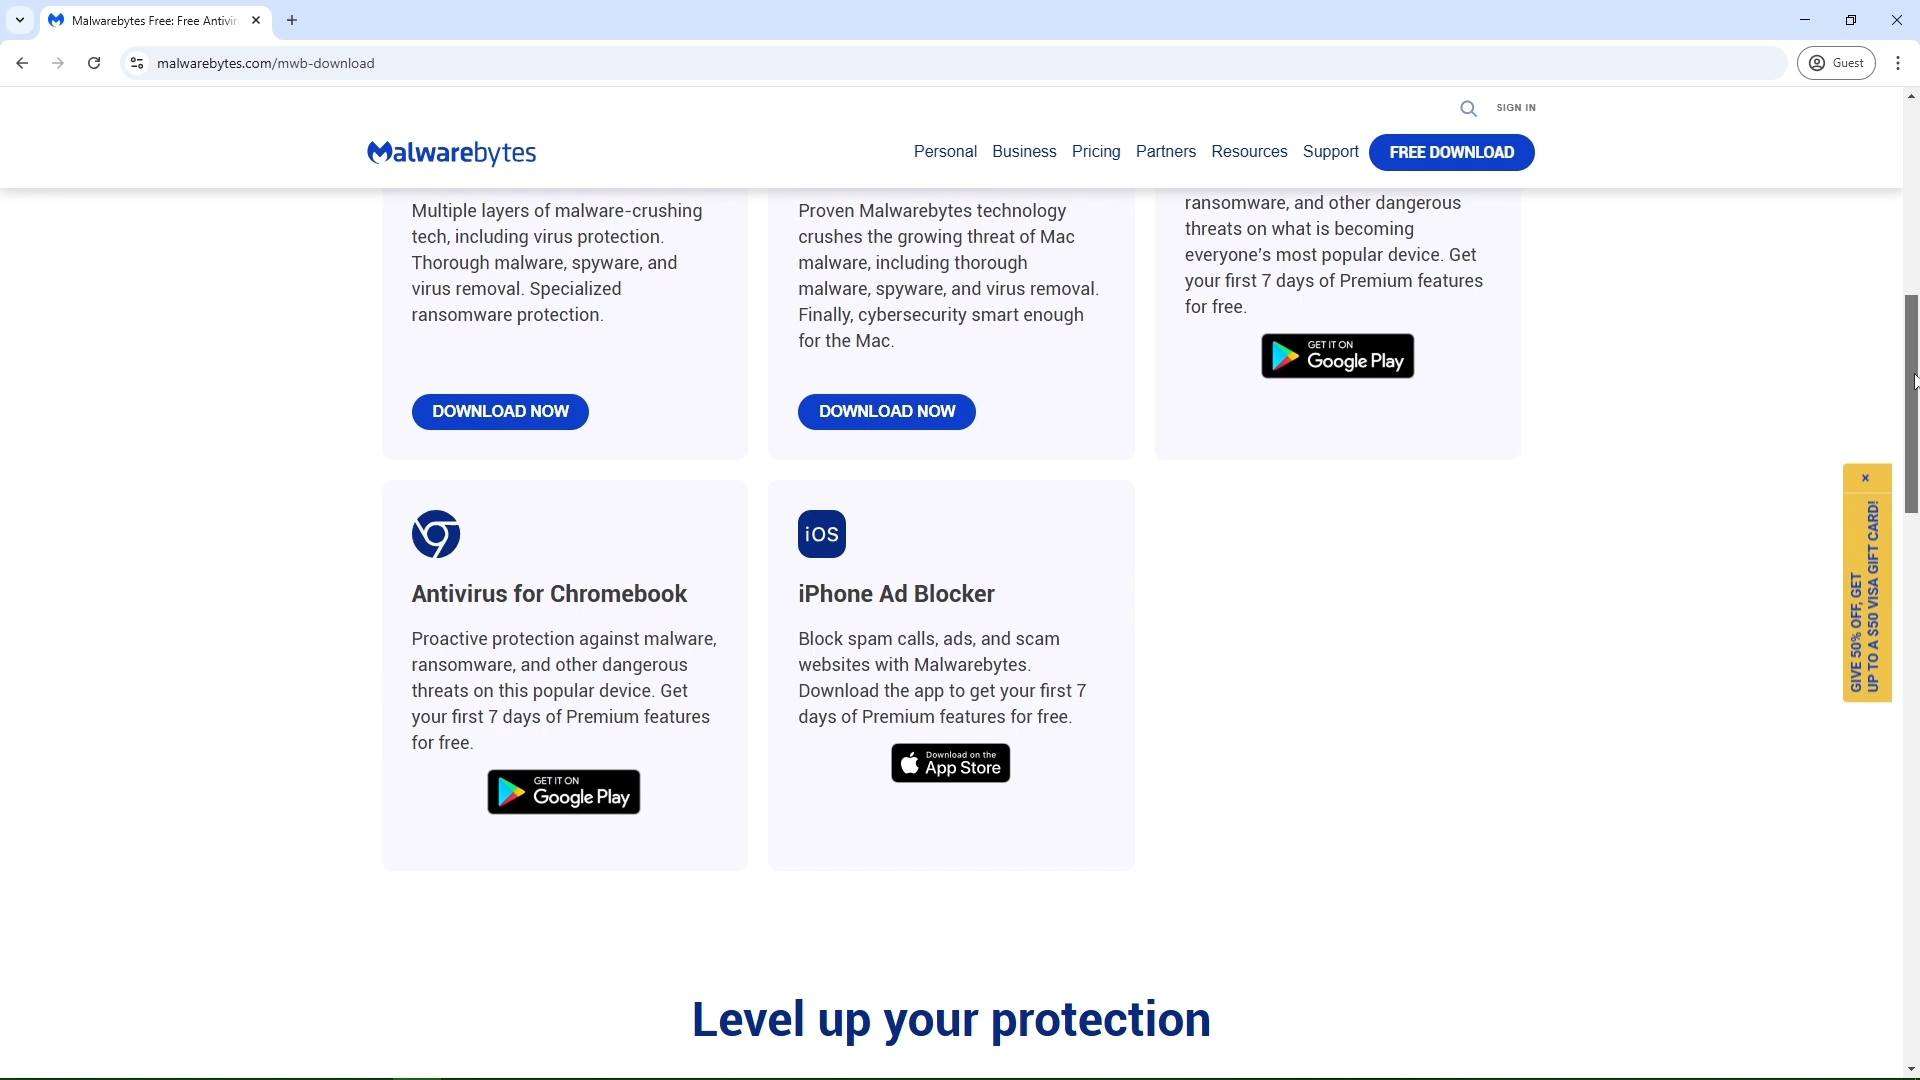 Malwarebytes Free: Free Antivir
malwarebytes.com/mwb-download
Guest
SIGN IN
Malwarebytes
Personal
Business
Pricing
Partners
Resources
Support
FREE DOWNLOAD
Multiple layers of malware-crushing
tech, including virus protection.
Thorough malware, spyware, and
virus removal. Specialized
ransomware protection.
DOWNLOAD NOW
Proven Malwarebytes technology
crushes the growing threat of Mac
malware, including thorough
malware, spyware, and virus removal.
Finally, cybersecurity smart enough
for the Mac.
DOWNLOAD NOW
ransomware, and other dangerous
threats on what is becoming
everyone's most popular device. Get
your first 7 days of Premium features
for free.
GET IT ON
Google Play
Antivirus for Chromebook
Proactive protection against malware,
ransomware, and other dangerous
threats on this popular device. Get
your first 7 days of Premium features
for free.
GET IT ON
Google Play
iOS
iPhone Ad Blocker
Block spam calls, ads, and scam
websites with Malwarebytes.
Download the app to get your first 7
days of Premium features for free.
Download on the
App Store
x
GIVE 50% OFF, GET
UP TO A $50 VISA GIFT CARD!
Level up your protection